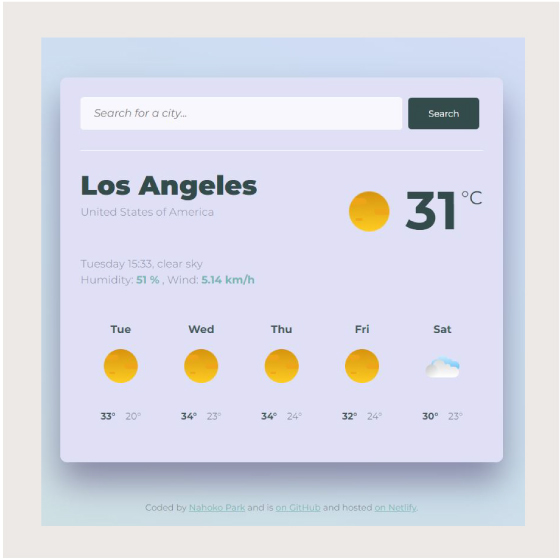 Search for a city...
Search
Los Angeles
United States of America
31 °C
Tuesday 15:33, clear sky
Humidity: 51 % , Wind: 5.14 km/h
Tue Wed Thu Fri Sat
33° 20° 34° 23° 34° 24° 32° 24° 30° 23°
Coded by Nahoko Park and is on GitHub and hosted on Netlify.